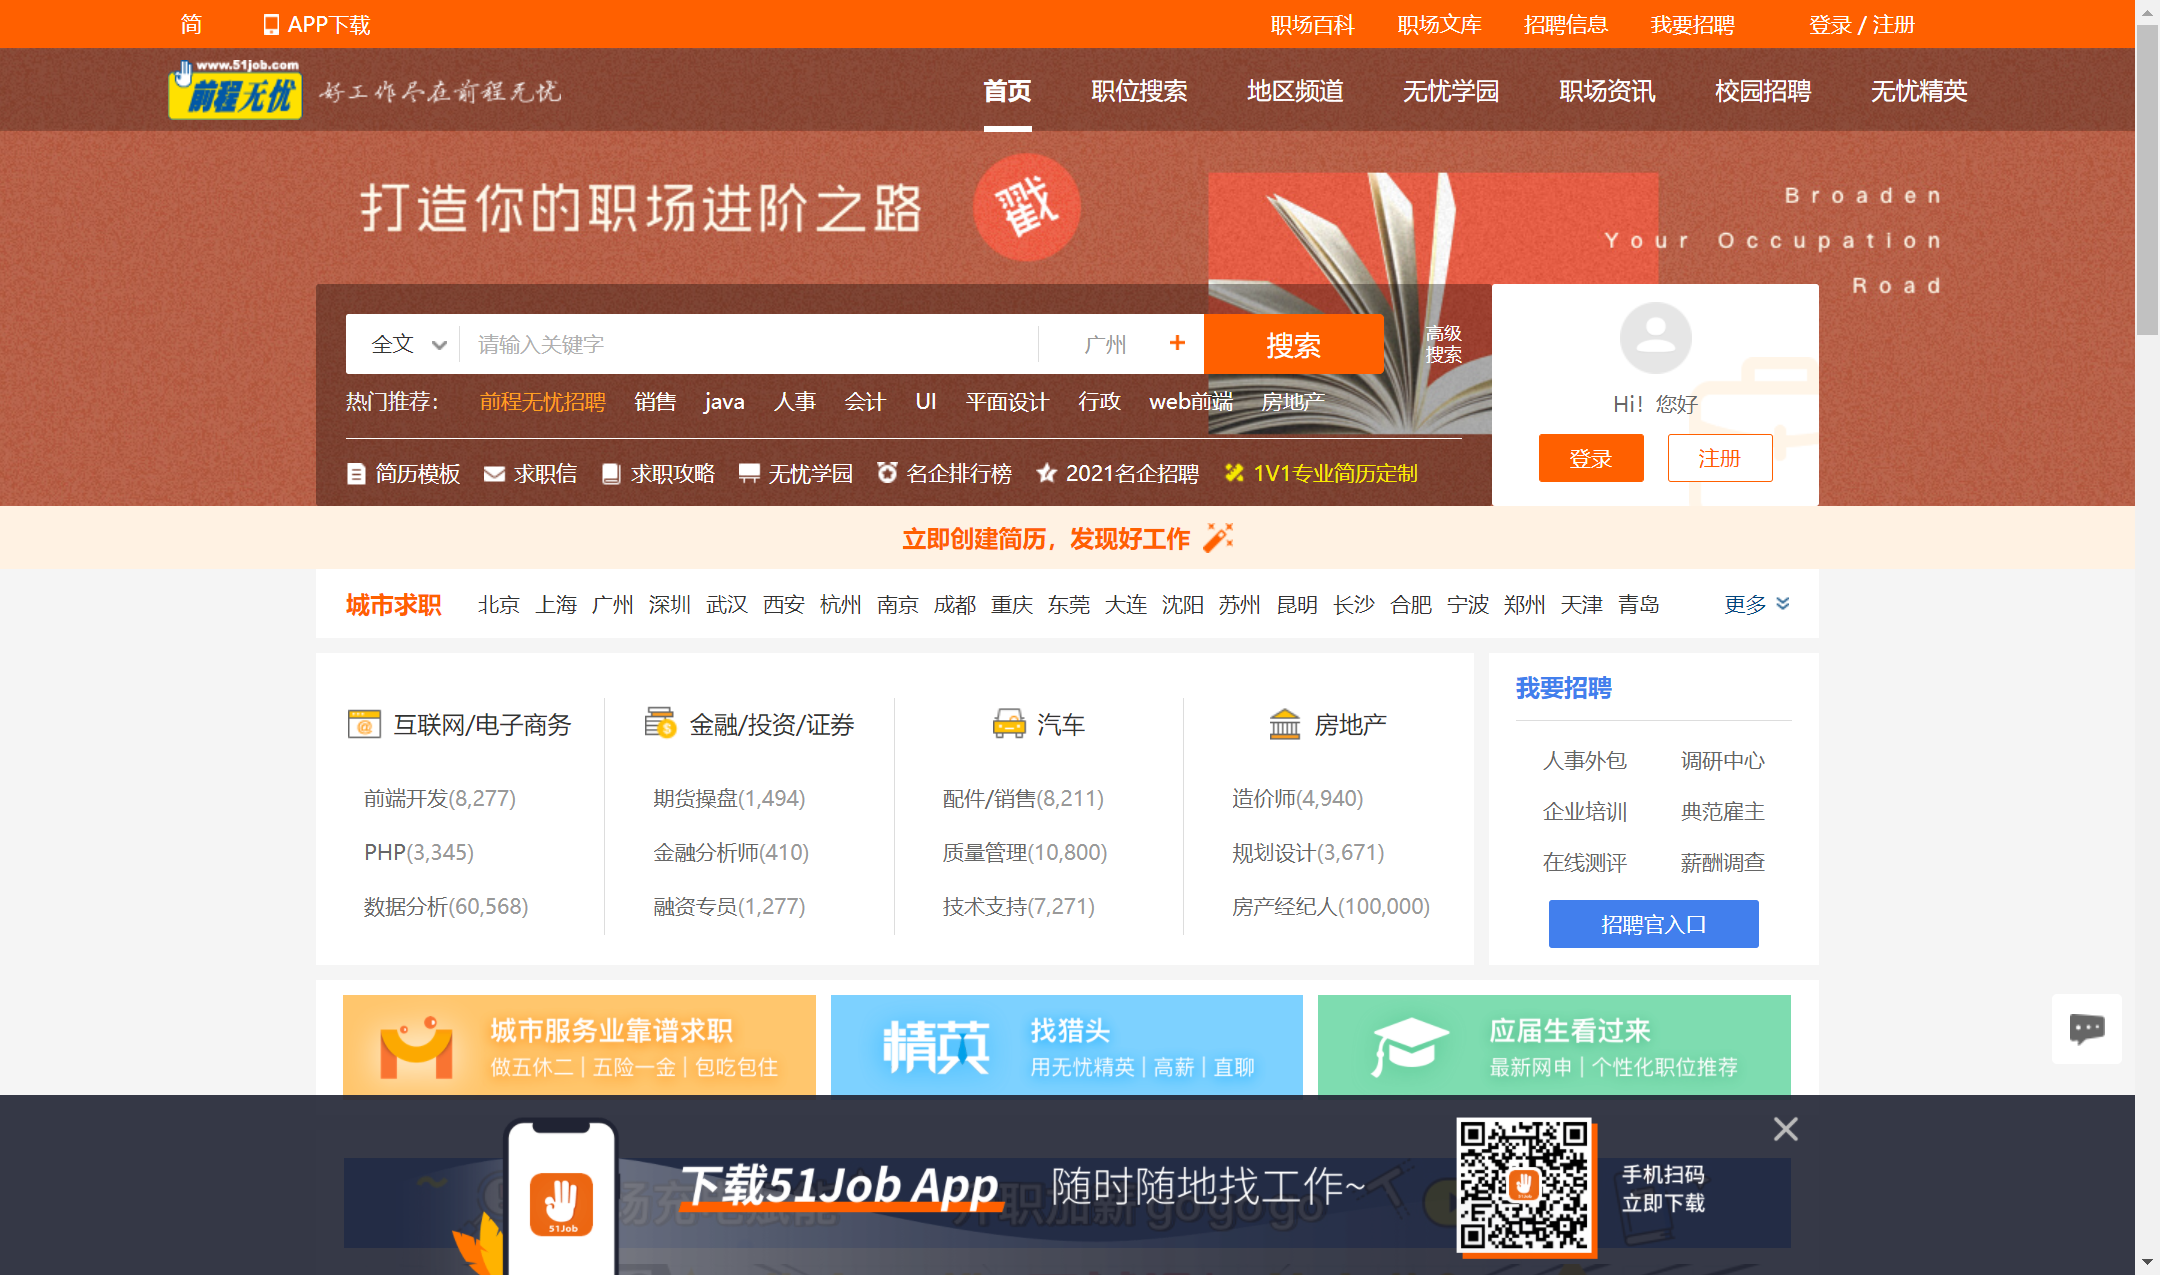 简 APP下载 职场百科 职场文库 招聘信息 我要招聘 登录 / 注册
www.51job.com
前程无忧 好工作尽在前程无忧 首页 职位搜索 地区频道 无忧学园 职场资讯 校园招聘 无忧精英
打造你的职场进阶之路 戳
Broaden
Your Occupation
Road
全文 请输入关键字 广州 + 搜索 高级搜索
热门推荐： 前程无忧招聘 销售 java 人事 会计 UI 平面设计 行政 web前端 房地产
简历模板 求职信 求职攻略 无忧学园 名企排行榜 2021名企招聘 1V1专业简历定制
Hi！您好
登录 注册
立即创建简历，发现好工作
城市求职 北京 上海 广州 深圳 武汉 西安 杭州 南京 成都 重庆 东莞 大连 沈阳 苏州 昆明 长沙 合肥 宁波 郑州 天津 青岛 更多
互联网/电子商务
前端开发(8,277)
PHP(3,345)
数据分析(60,568)
金融/投资/证券
期货操盘(1,494)
金融分析师(410)
融资专员(1,277)
汽车
配件/销售(8,211)
质量管理(10,800)
技术支持(7,271)
房地产
造价师(4,940)
规划设计(3,671)
房产经纪人(100,000)
我要招聘
人事外包 调研中心
企业培训 典范雇主
在线测评 薪酬调查
招聘官入口
城市服务业靠谱求职
做五休二 | 五险一金 | 包吃包住
精英 找猎头
用无忧精英 | 高薪 | 直聊
应届生看过来
最新网申 | 个性化职位推荐
51Job
下载51Job App 随时随地找工作~
手机扫码
立即下载
场充电赋能 升职加薪gogogo